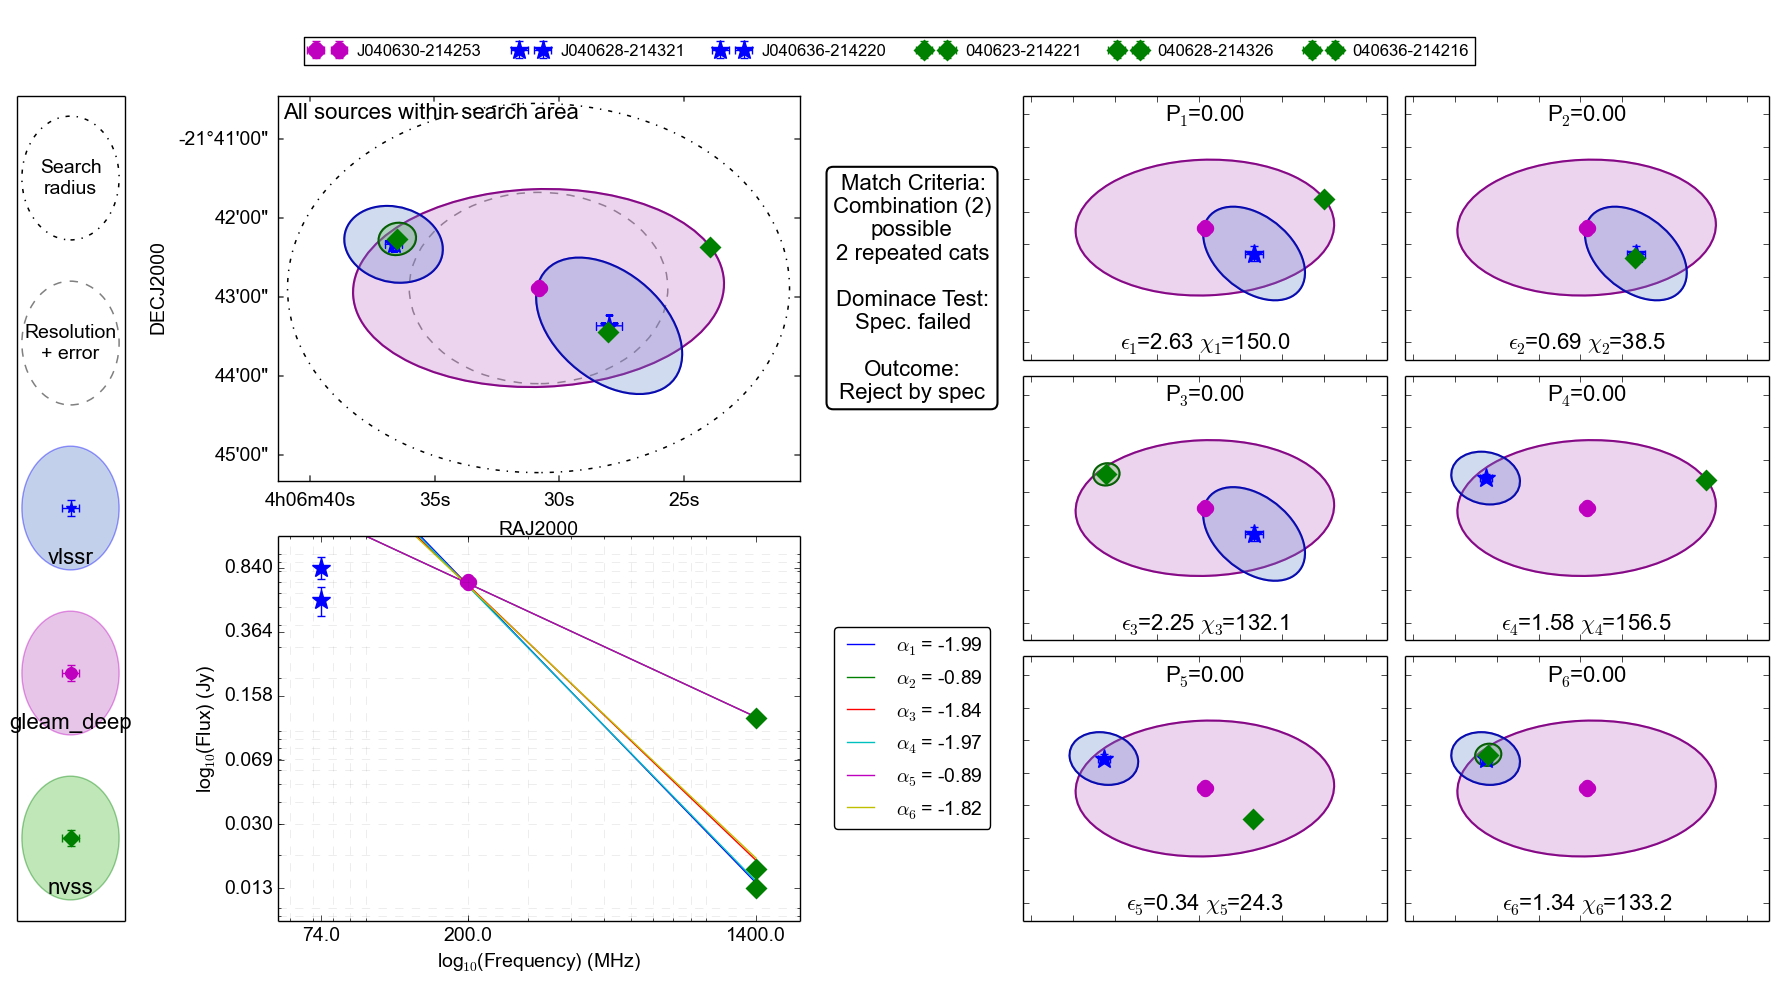 J040630-214253 J040628-214321 J040636-214220 040623-214221 040628-214326 040636-214216
Search
radius
Resolution
+ error
vlssr
gleam_deep
nvss
All sources within search area
DECJ2000
-21°41'00"
42'00"
43'00"
44'00"
45'00"
4h06m40s 35s 30s 25s
RAJ2000
log10(Flux) (Jy)
0.840
0.364
0.158
0.069
0.030
0.013
74.0 200.0 1400.0
log10(Frequency) (MHz)
Match Criteria:
Combination (2)
possible
2 repeated cats
Dominace Test:
Spec. failed
Outcome:
Reject by spec
α1 = -1.99
α2 = -0.89
α3 = -1.84
α4 = -1.97
α5 = -0.89
α6 = -1.82
P1=0.00
ϵ1=2.63 χ1=150.0
P2=0.00
ϵ2=0.69 χ2=38.5
P3=0.00
ϵ3=2.25 χ3=132.1
P4=0.00
ϵ4=1.58 χ4=156.5
P5=0.00
ϵ5=0.34 χ5=24.3
P6=0.00
ϵ6=1.34 χ6=133.2